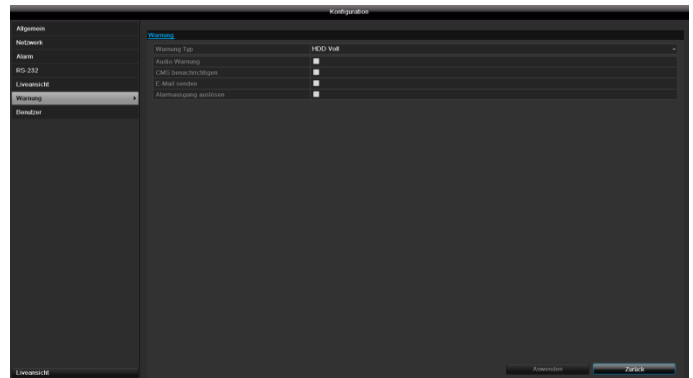 Konfiguration
Allgemein
Netzwerk
Alarm
RS-232
Liveansicht
Warnung
Benutzer
Warnung
Warnung Typ HDD Voll
Audio Warnung
CMS benachrichtigen
E-Mail senden
Alarmausgang auslösen
Liveansicht
Anwenden Zurück